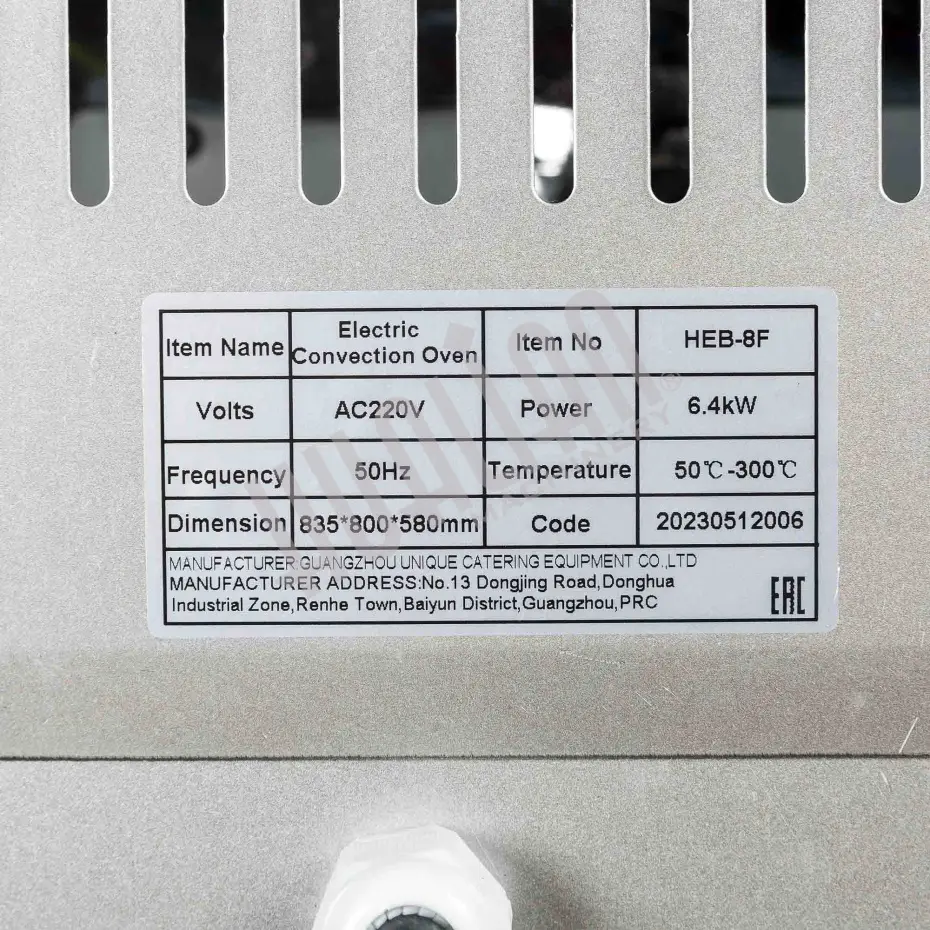 Item Name
Electric
Convection Oven
Item No
HEB-8F
Volts
AC220V
Power
6.4kW
Frequency
50Hz
Temperature
50℃-300℃
Dimension
835*800*580mm
Code
20230512006
MANUFACTURER:GUANGZHOU UNIQUE CATERING EQUIPMENT CO.,LTD
MANUFACTURER ADDRESS:No.13 Dongjing Road,Donghua
Industrial Zone,Renhe Town,Baiyun District,Guangzhou,PRC
EAC
MACHINERY
®